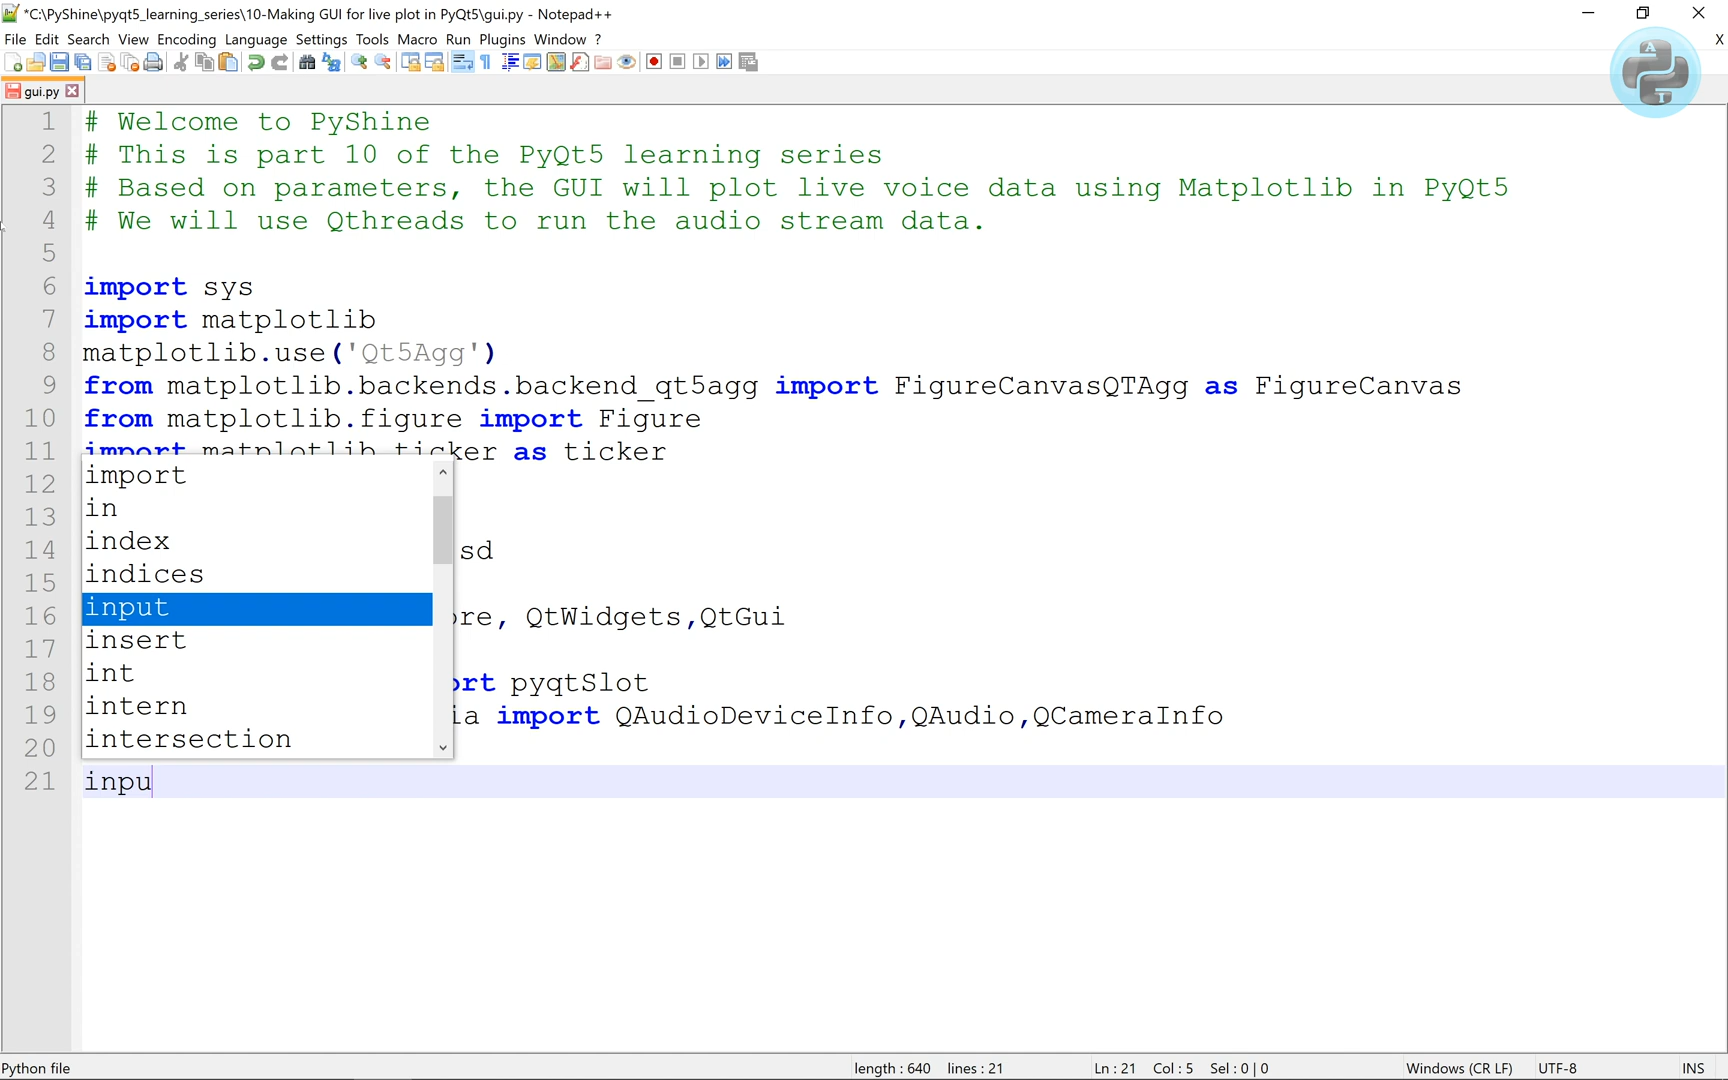 *C:\PyShine\pyqt5_learning_series\10-Making GUI for live plot in PyQt5\gui.py - Notepad++
File Edit Search View Encoding Language Settings Tools Macro Run Plugins Window ? X
gui.py
1 # Welcome to PyShine
2 # This is part 10 of the PyQt5 learning series
3 # Based on parameters, the GUI will plot live voice data using Matplotlib in PyQt5
4 # We will use Qthreads to run the audio stream data.
5
6 import sys
7 import matplotlib
8 matplotlib.use('Qt5Agg')
9 from matplotlib.backends.backend_qt5agg import FigureCanvasQTAgg as FigureCanvas
10 from matplotlib.figure import Figure
11 import matplotlib.ticker as ticker
12
13
14 sd
15
16 ore, QtWidgets,QtGui
17
18 ort pyqtSlot
19 ia import QAudioDeviceInfo,QAudio,QCameraInfo
20
21 inpu
import
in
index
indices
input
insert
int
intern
intersection
Python file length : 640 lines : 21 Ln : 21 Col : 5 Sel : 0 | 0 Windows (CR LF) UTF-8 INS